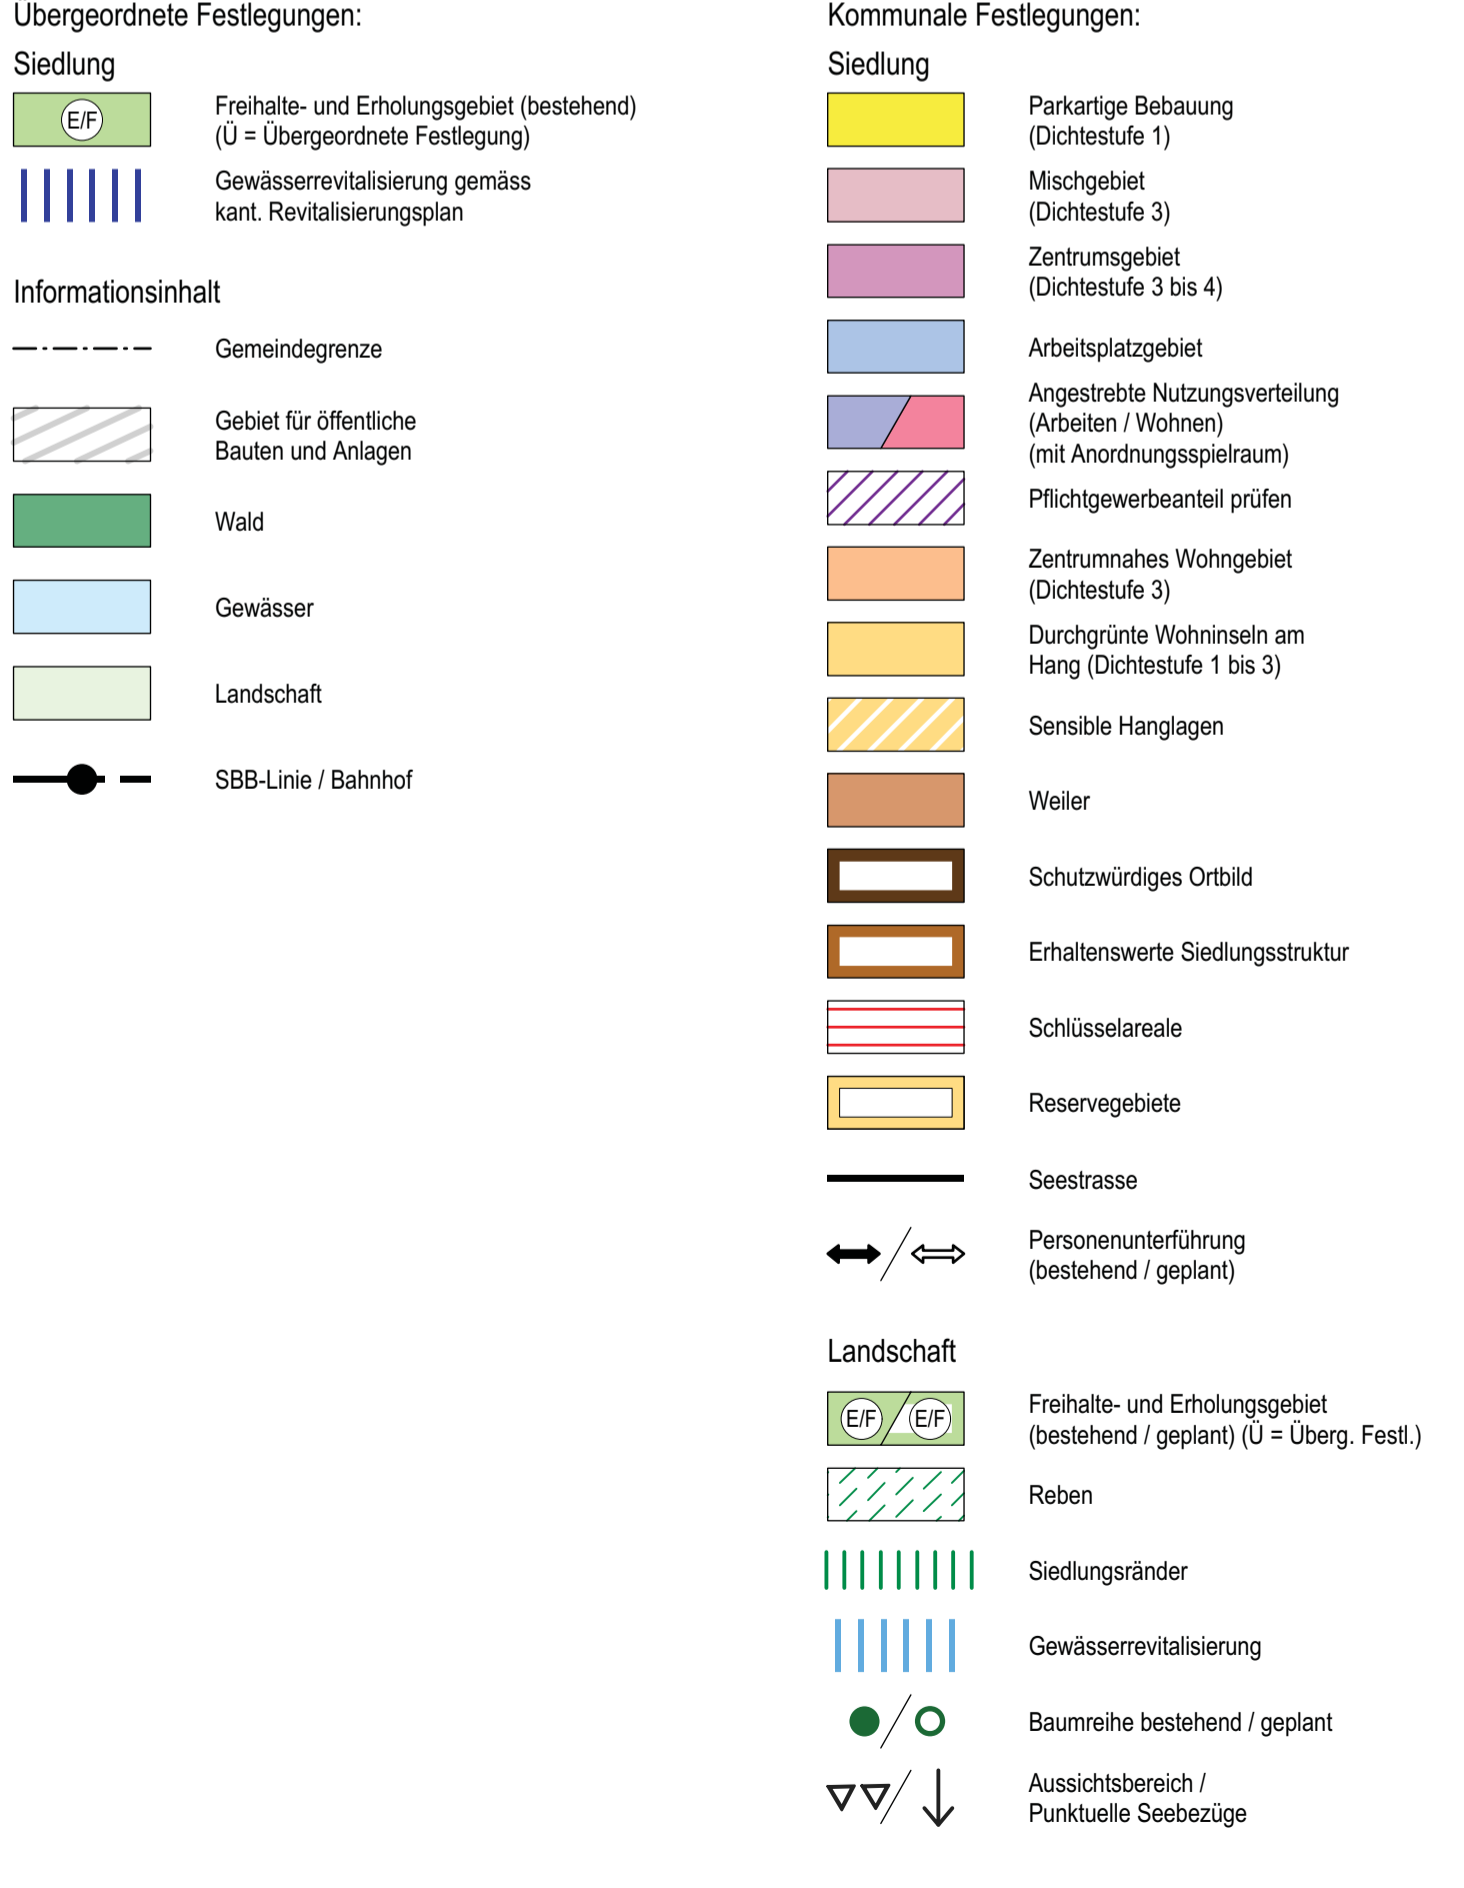 Übergeordnete Festlegungen:
Siedlung
E/F
Freihalte- und Erholungsgebiet (bestehend)
(Ü = Übergeordnete Festlegung)
Gewässerrevitalisierung gemäss
kant. Revitalisierungsplan
Informationsinhalt
Gemeindegrenze
Gebiet für öffentliche
Bauten und Anlagen
Wald
Gewässer
Landschaft
SBB-Linie / Bahnhof
Kommunale Festlegungen:
Siedlung
Parkartige Bebauung
(Dichtestufe 1)
Mischgebiet
(Dichtestufe 3)
Zentrumsgebiet
(Dichtestufe 3 bis 4)
Arbeitsplatzgebiet
Angestrebte Nutzungsverteilung
(Arbeiten / Wohnen)
(mit Anordnungsspielraum)
Pflichtgewerbeanteil prüfen
Zentrumnahes Wohngebiet
(Dichtestufe 3)
Durchgrünte Wohninseln am
Hang (Dichtestufe 1 bis 3)
Sensible Hanglagen
Weiler
Schutzwürdiges Ortbild
Erhaltenswerte Siedlungsstruktur
Schlüsselareale
Reservegebiete
Seestrasse
Personenunterführung
(bestehend / geplant)
Landschaft
E/F E/F
Freihalte- und Erholungsgebiet
(bestehend / geplant) (Ü = Überg. Festl.)
Reben
Siedlungsränder
Gewässerrevitalisierung
Baumreihe bestehend / geplant
Aussichtsbereich /
Punktuelle Seebezüge